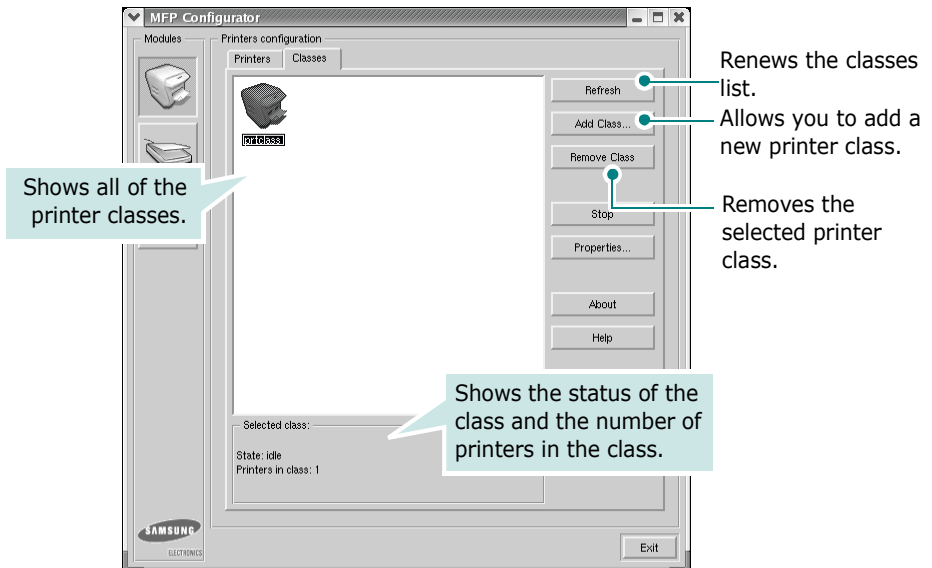 MFP Configurator
Modules
Printers configuration
Printers
Classes
prtclass
Refresh
Add Class...
Remove Class
Stop
Properties...
About
Help
Selected class:
State: idle
Printers in class: 1
SAMSUNG
ELECTRONICS
Exit
Shows all of the
printer classes.
Renews the classes
list.
Allows you to add a
new printer class.
Removes the
selected printer
class.
Shows the status of the
class and the number of
printers in the class.